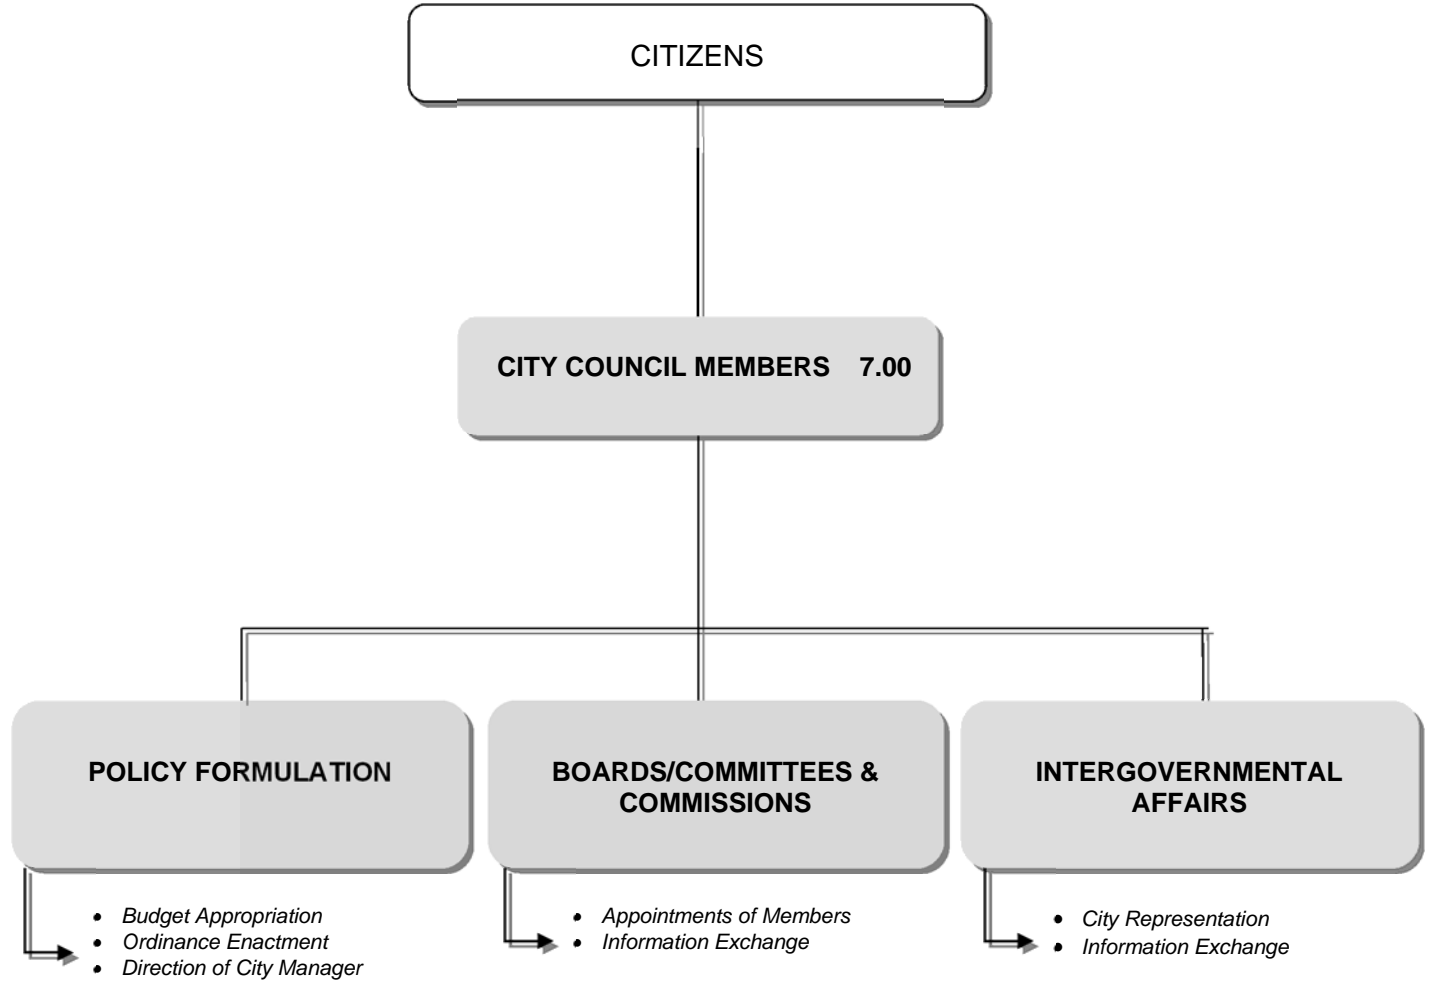 CITIZENS
CITY COUNCIL MEMBERS 7.00
POLICY FORMULATION
BOARDS/COMMITTEES &
COMMISSIONS
INTERGOVERNMENTAL
AFFAIRS
• Budget Appropriation
• Ordinance Enactment
• Direction of City Manager
• Appointments of Members
• Information Exchange
• City Representation
• Information Exchange